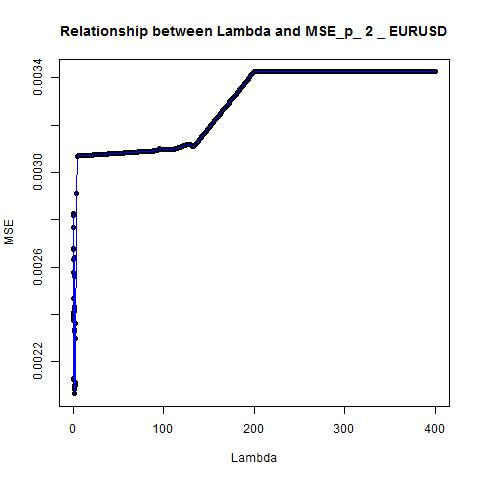 Relationship between Lambda and MSE_p_ 2 _ EURUSD
0.0034
0.0030
0.0026
0.0022
MSE
0 100 200 300 400
Lambda